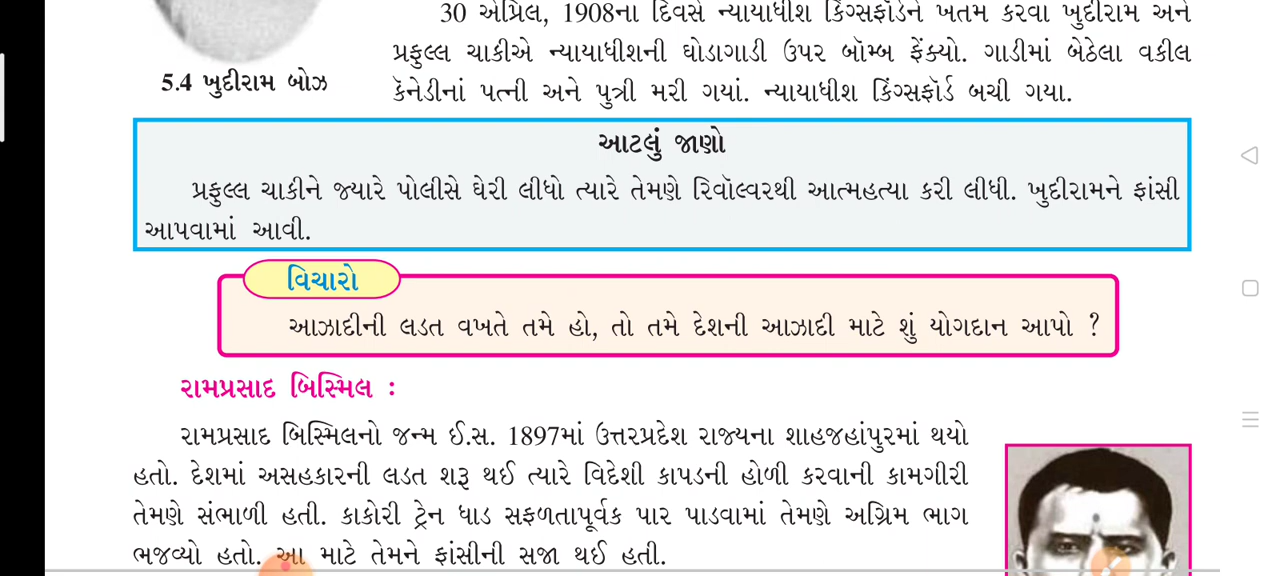 30 એપ્રિલ, 1908ના દિવસે ન્યાયાધીશ કિંગ્સફૉર્ડને ખતમ કરવા ખુદીરામ અને
પ્રફુલ્લ ચાકીએ ન્યાયાધીશની ઘોડાગાડી ઉપર બૉમ્બ ફેંક્યો. ગાડીમાં બેઠેલા વકીલ
5.4 ખુદીરામ બોઝ
કૅનેડીનાં પત્ની અને પુત્રી મરી ગયાં. ન્યાયાધીશ કિંગ્સફૉર્ડ બચી ગયા.
આટલું જાણો
પ્રફુલ્લ ચાકીને જ્યારે પોલીસે ઘેરી લીધો ત્યારે તેમણે રિવૉલ્વરથી આત્મહત્યા કરી લીધી. ખુદીરામને ફાંસી
આપવામાં આવી.
વિચારો
આઝાદીની લડત વખતે તમે હો, તો તમે દેશની આઝાદી માટે શું યોગદાન આપો ?
રામપ્રસાદ બિસ્મિલ :
રામપ્રસાદ બિસ્મિલનો જન્મ ઈ.સ. 1897માં ઉત્તરપ્રદેશ રાજ્યના શાહજહાંપુરમાં થયો
હતો. દેશમાં અસહકારની લડત શરૂ થઈ ત્યારે વિદેશી કાપડની હોળી કરવાની કામગીરી
તેમણે સંભાળી હતી. કાકોરી ટ્રેન ધાડ સફળતાપૂર્વક પાર પાડવામાં તેમણે અગ્રિમ ભાગ
ભજવ્યો હતો. આ માટે તેમને ફાંસીની સજા થઈ હતી.